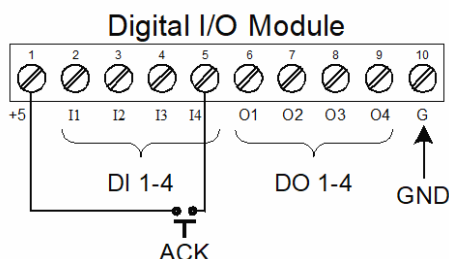 Digital I/O Module
1 2 3 4 5 6 7 8 9 10
+5 I1 I2 I3 I4 O1 O2 O3 O4 G
DI 1-4 DO 1-4 GND
ACK